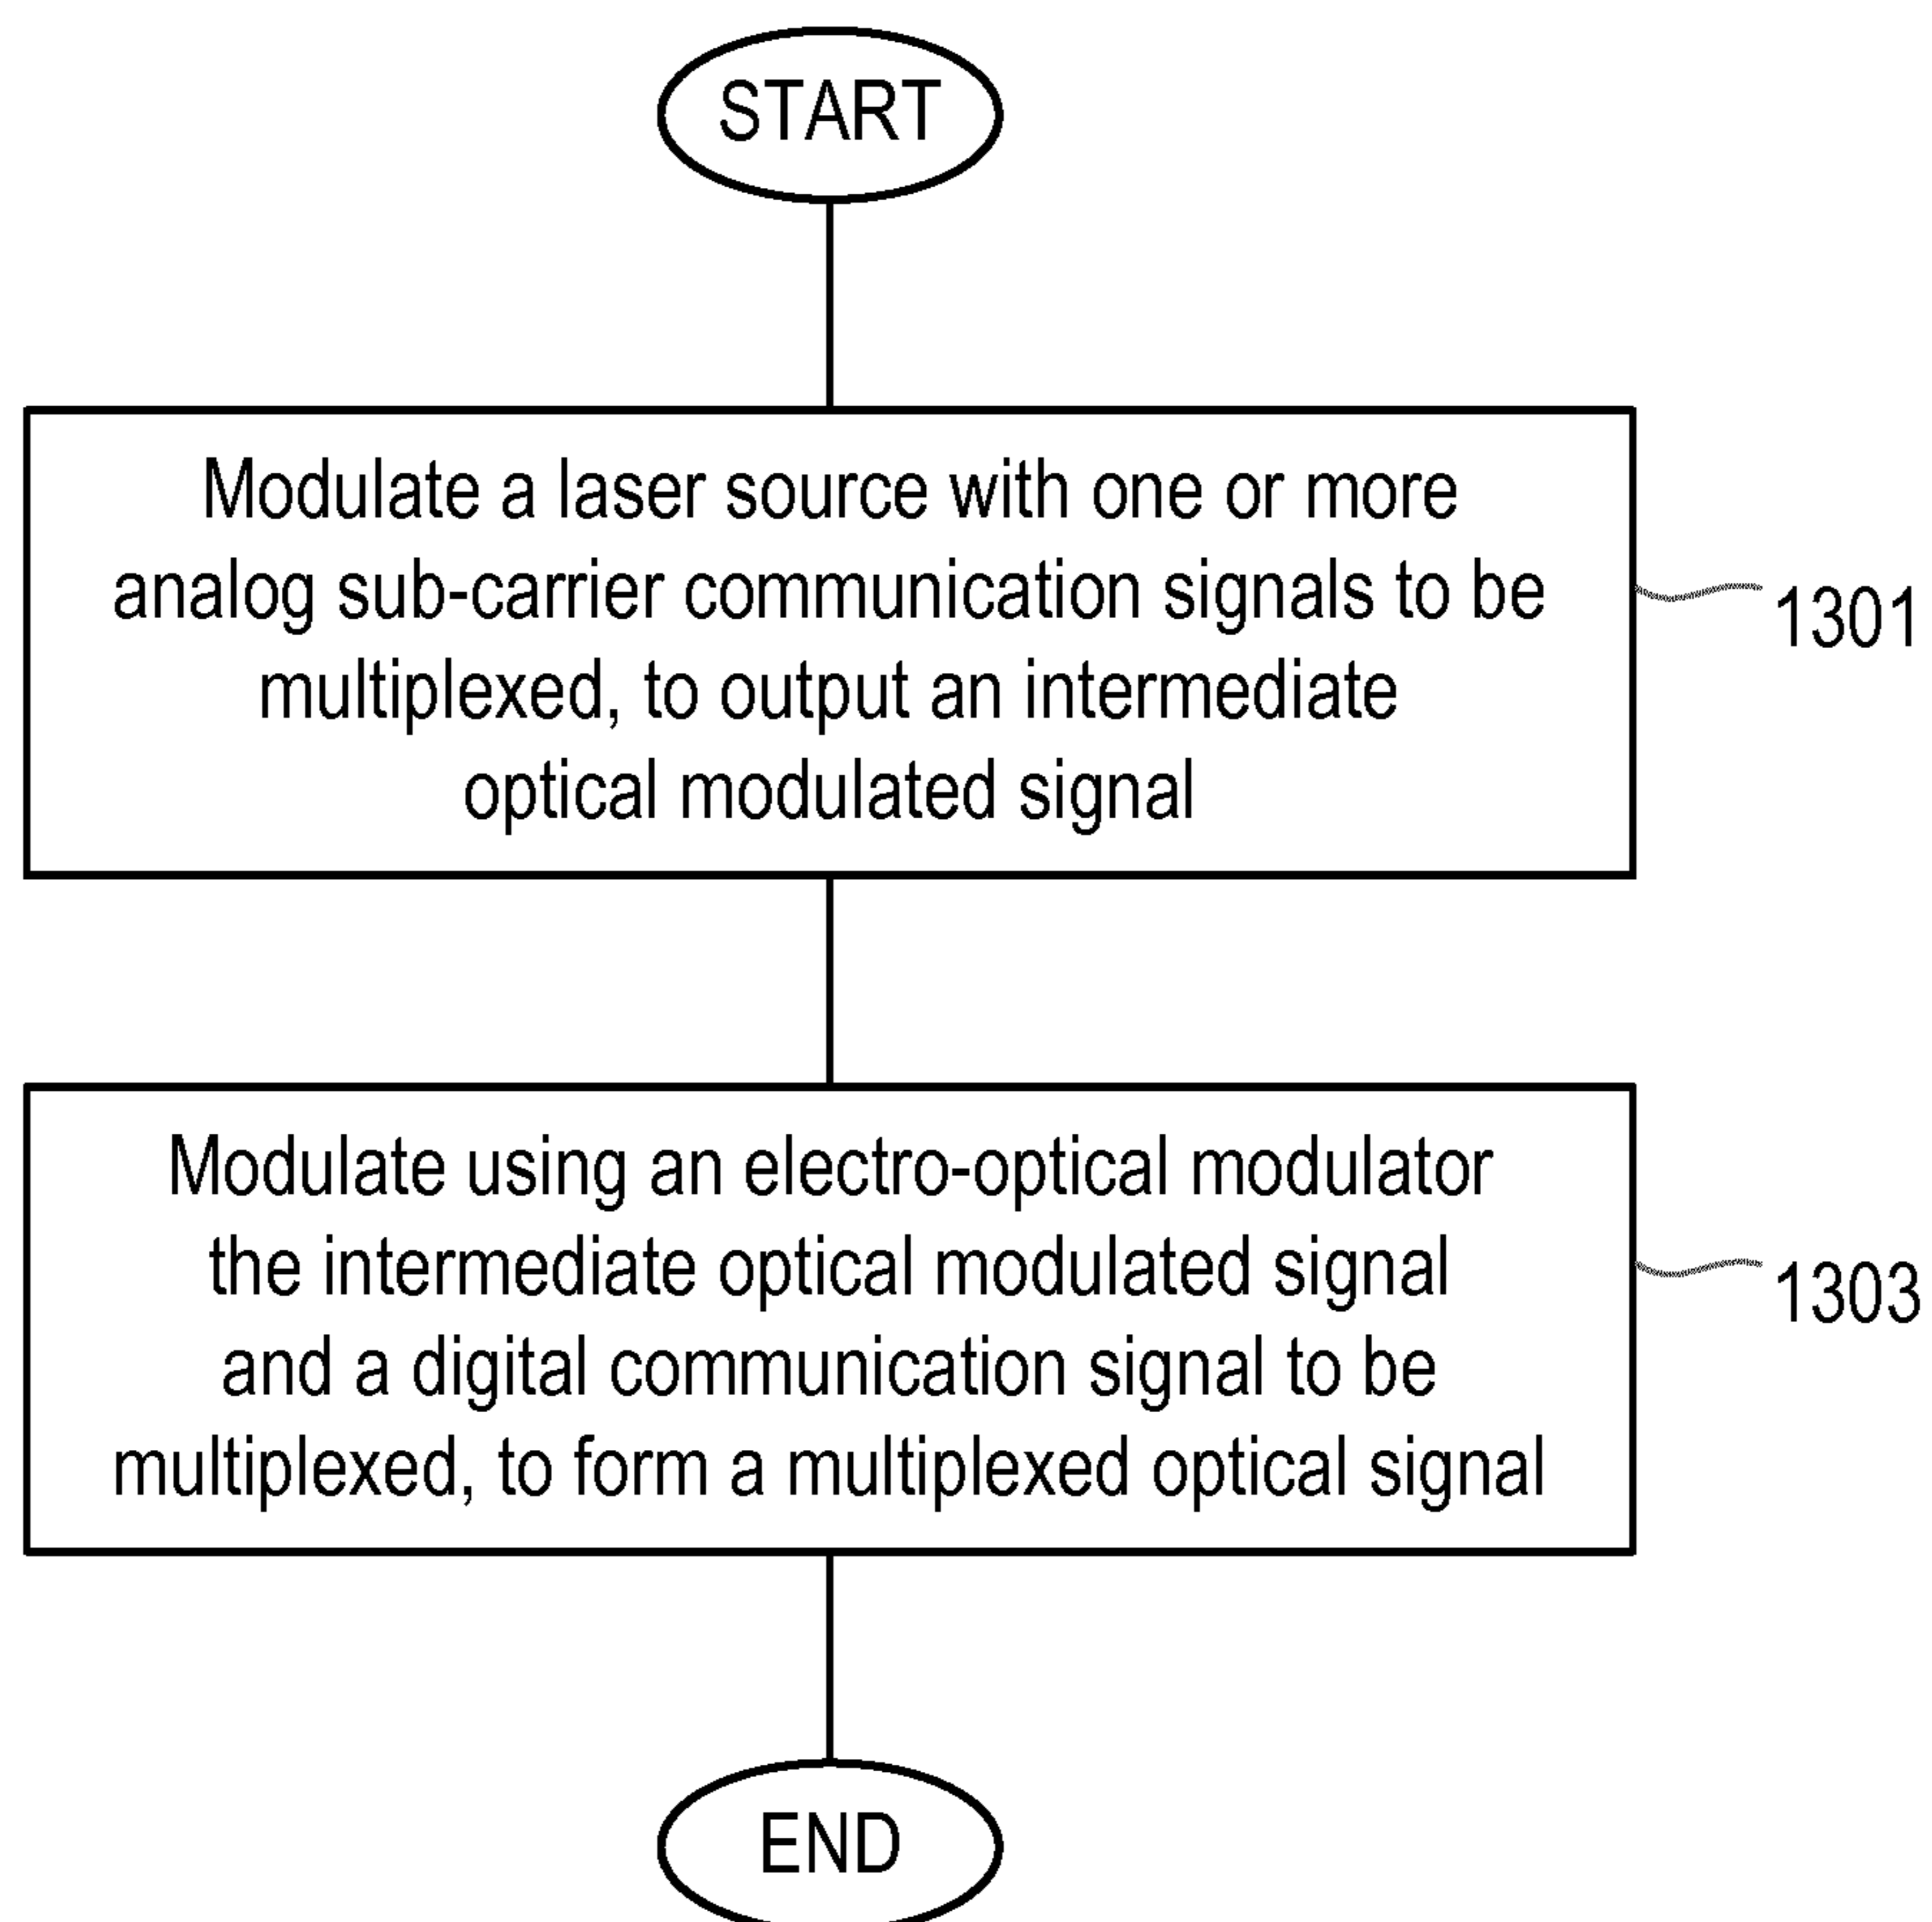 START
Modulate a laser source with one or more
analog sub-carrier communication signals to be
multiplexed, to output an intermediate
optical modulated signal
1301
Modulate using an electro-optical modulator
the intermediate optical modulated signal
and a digital communication signal to be
multiplexed, to form a multiplexed optical signal
1303
END